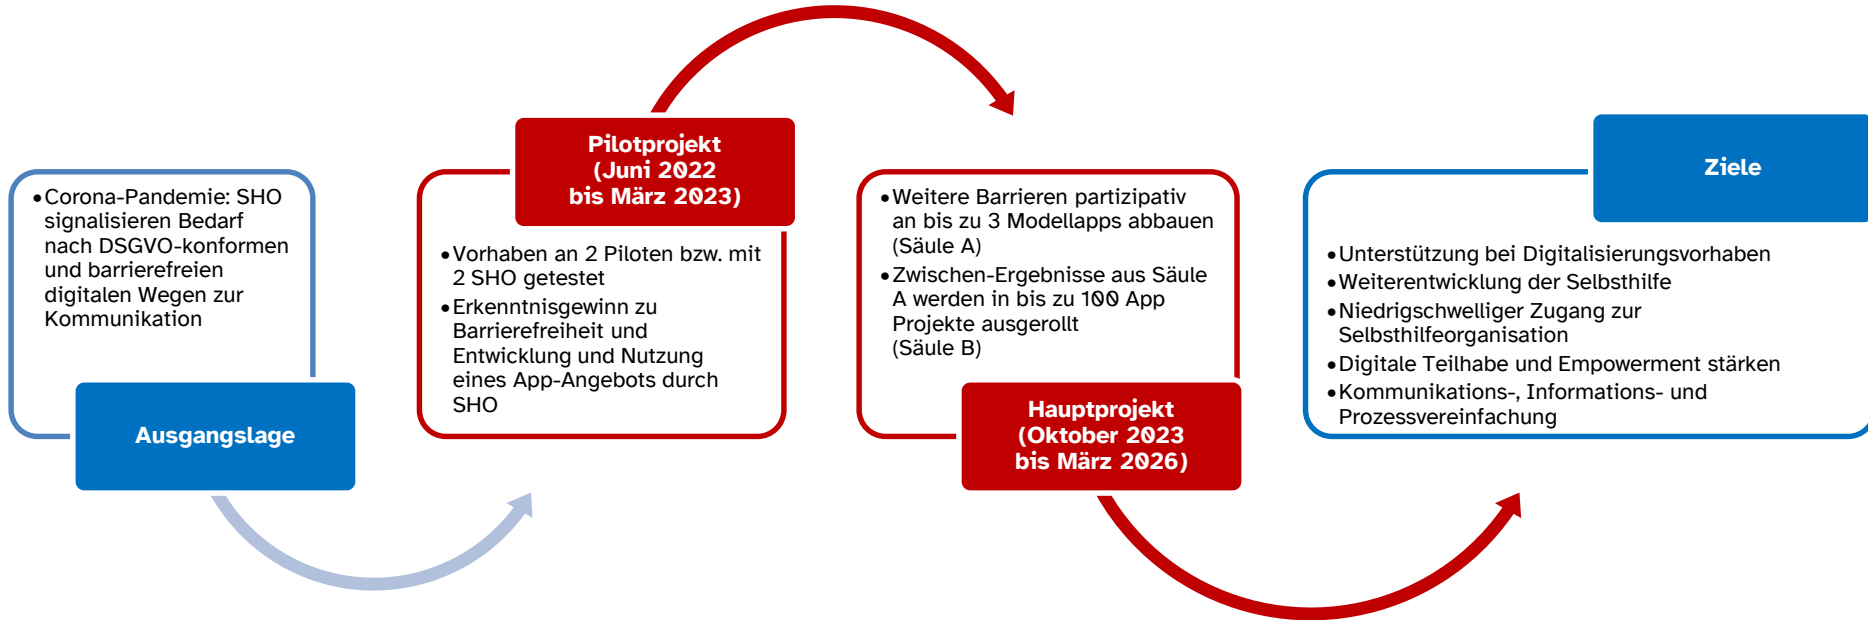 •Corona-Pandemie: SHO
signalisieren Bedarf
nach DSGVO-konformen
und barrierefreien
digitalen Wegen zur
Kommunikation
Ausgangslage
Pilotprojekt
(Juni 2022
bis März 2023)
•Vorhaben an 2 Piloten bzw. mit
2 SHO getestet
•Erkenntnisgewinn zu
Barrierefreiheit und
Entwicklung und Nutzung
eines App-Angebots durch
SHO
•Weitere Barrieren partizipativ
an bis zu 3 Modellapps abbauen
(Säule A)
•Zwischen-Ergebnisse aus Säule
A werden in bis zu 100 App
Projekte ausgerollt
(Säule B)
Hauptprojekt
(Oktober 2023
bis März 2026)
Ziele
•Unterstützung bei Digitalisierungsvorhaben
•Weiterentwicklung der Selbsthilfe
•Niedrigschwelliger Zugang zur
Selbsthilfeorganisation
•Digitale Teilhabe und Empowerment stärken
•Kommunikations-, Informations- und
Prozessvereinfachung